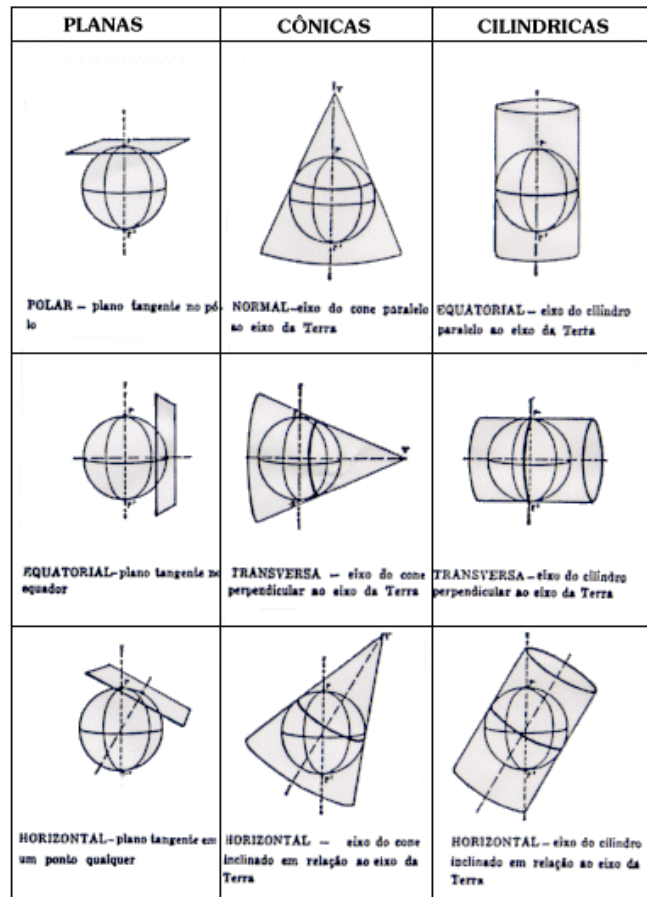 PLANAS
CÔNICAS
CILINDRICAS
POLAR – plano tangente no pó-
lo
NORMAL–eixo do cone paralelo
ao eixo da Terra
EQUATORIAL – eixo do cilindro
paralelo ao eixo da Terra
EQUATORIAL–plano tangente no
equador
TRANSVERSA – eixo do cone
perpendicular ao eixo da Terra
TRANSVERSA – eixo do cilindro
perpendicular ao eixo da Terra
HORIZONTAL–plano tangente em
um ponto qualquer
HORIZONTAL – eixo do cone
inclinado em relação ao eixo da
Terra
HORIZONTAL – eixo do cilindro
inclinado em relação ao eixo da
Terra